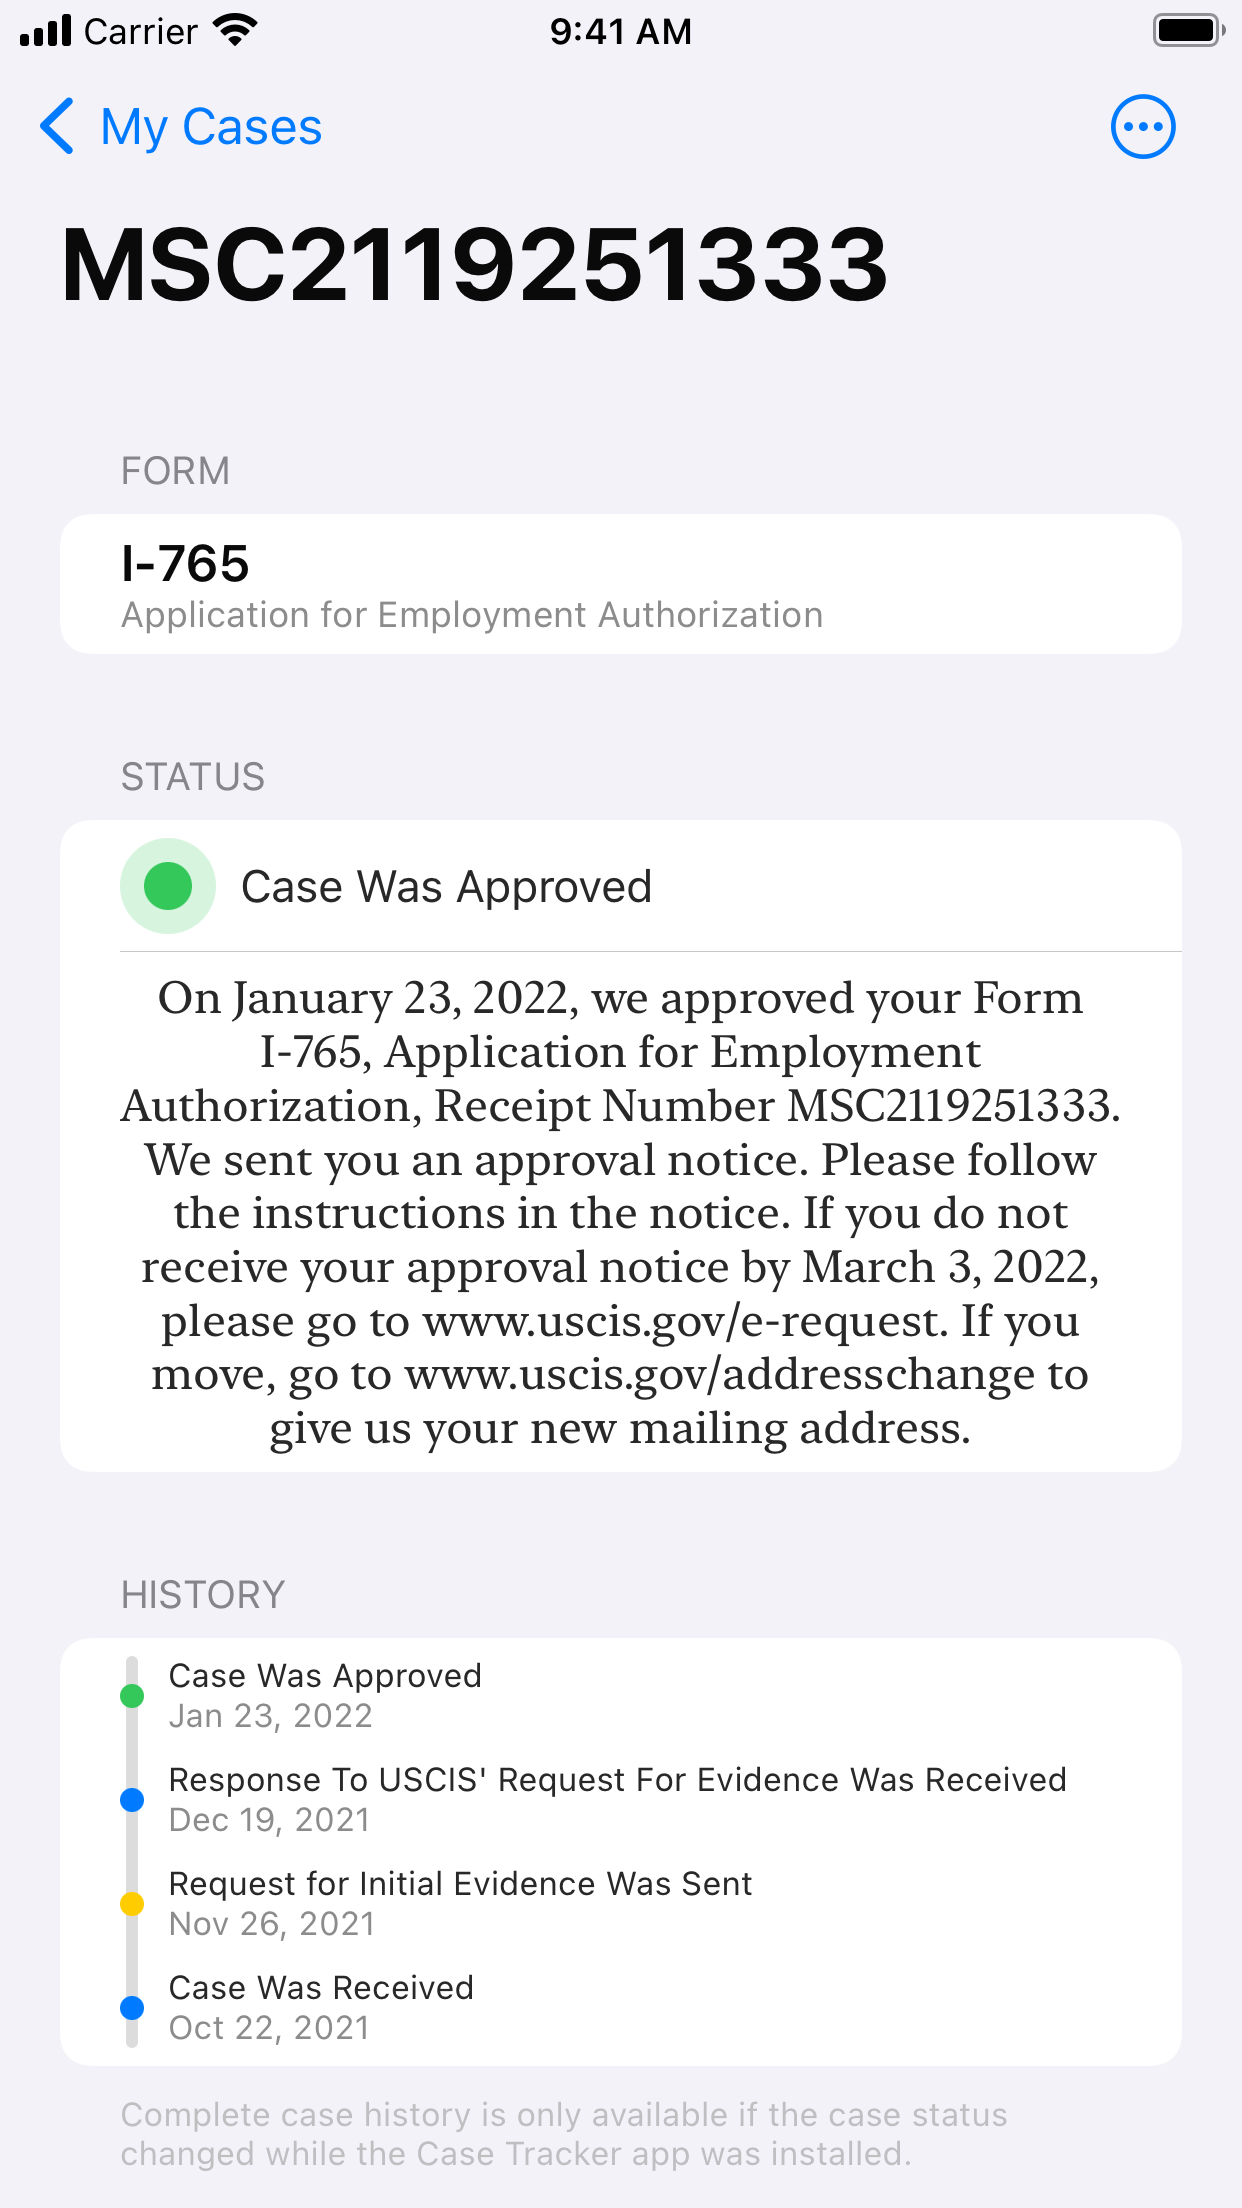 Carrier
9:41 AM
My Cases
MSC2119251333
FORM
I-765
Application for Employment Authorization
STATUS
Case Was Approved
On January 23, 2022, we approved your Form
I-765, Application for Employment
Authorization, Receipt Number MSC2119251333.
We sent you an approval notice. Please follow
the instructions in the notice. If you do not
receive your approval notice by March 3, 2022,
please go to www.uscis.gov/e-request. If you
move, go to www.uscis.gov/addresschange to
give us your new mailing address.
HISTORY
Case Was Approved
Jan 23, 2022
Response To USCIS' Request For Evidence Was Received
Dec 19, 2021
Request for Initial Evidence Was Sent
Nov 26, 2021
Case Was Received
Oct 22, 2021
Complete case history is only available if the case status
changed while the Case Tracker app was installed.